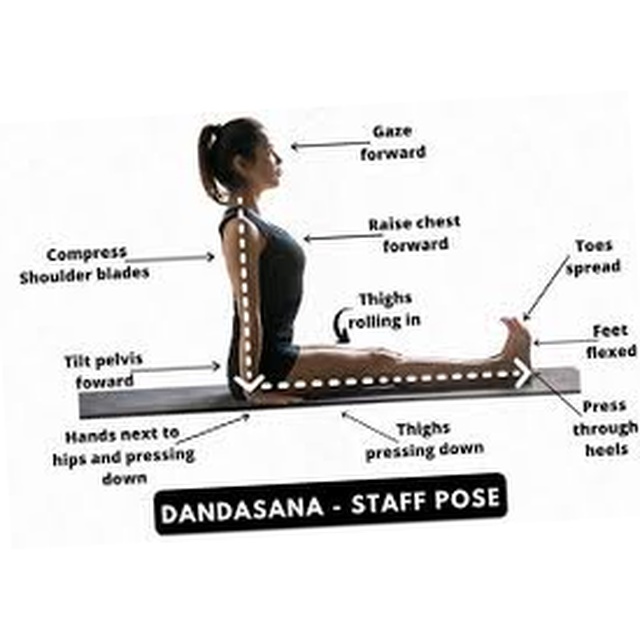 Gaze
forward
Raise chest
forward
Compress
Shoulder blades
Toes
spread
Thighs
rolling in
Feet
flexed
Tilt pelvis
foward
Press
through
heels
Hands next to
hips and pressing
down
Thighs
pressing down
DANDASANA - STAFF POSE